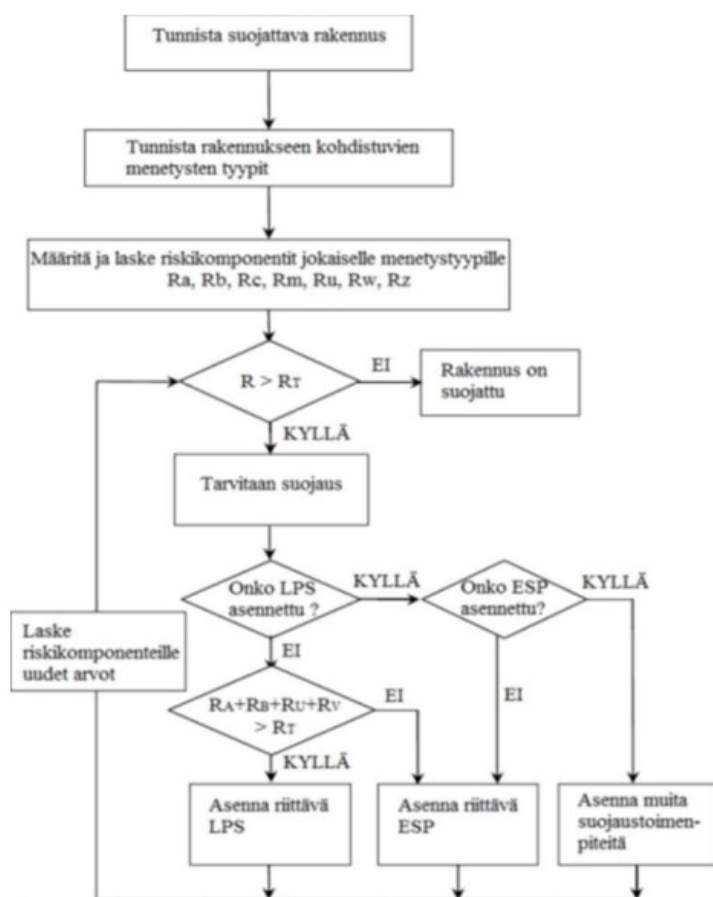 Tunnista suojattava rakennus
Tunnista rakennukseen kohdistuvien
menetysten tyypit
Määritä ja laske riskikomponentit jokaiselle menetystyypille
Ra, Rb, Rc, Rm, Ru, Rw, Rz
R > RT
EI
Rakennus on
suojattu
KYLLÄ
Tarvitaan suojaus
Onko LPS
asennettu ?
KYLLÄ
Onko ESP
asennettu?
KYLLÄ
Laske
riskikomponenteille
uudet arvot
EI
RA+RB+RU+RV
> RT
EI
EI
KYLLÄ
Asenna riittävä
LPS
Asenna riittävä
ESP
Asenna muita
suojaustoimen-
piteitä